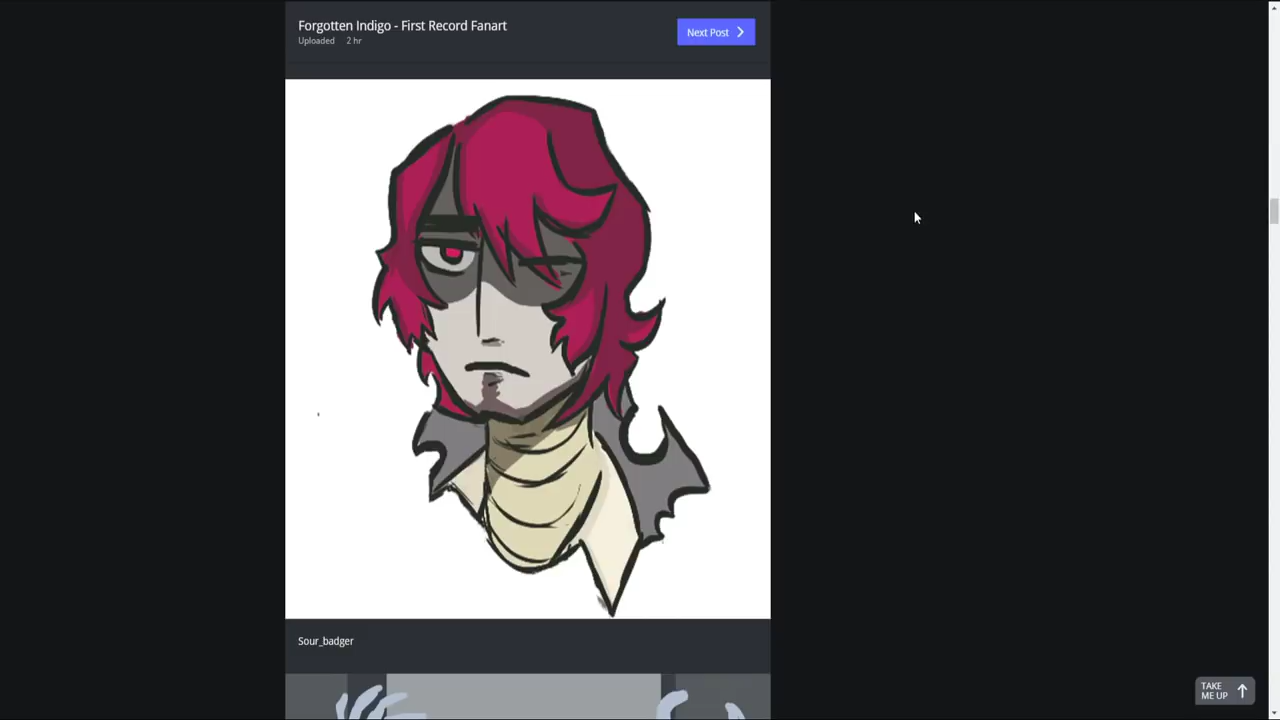 Forgotten Indigo - First Record Fanart
Uploaded 2 hr
Next Post
Sour_badger
TAKE
ME UP